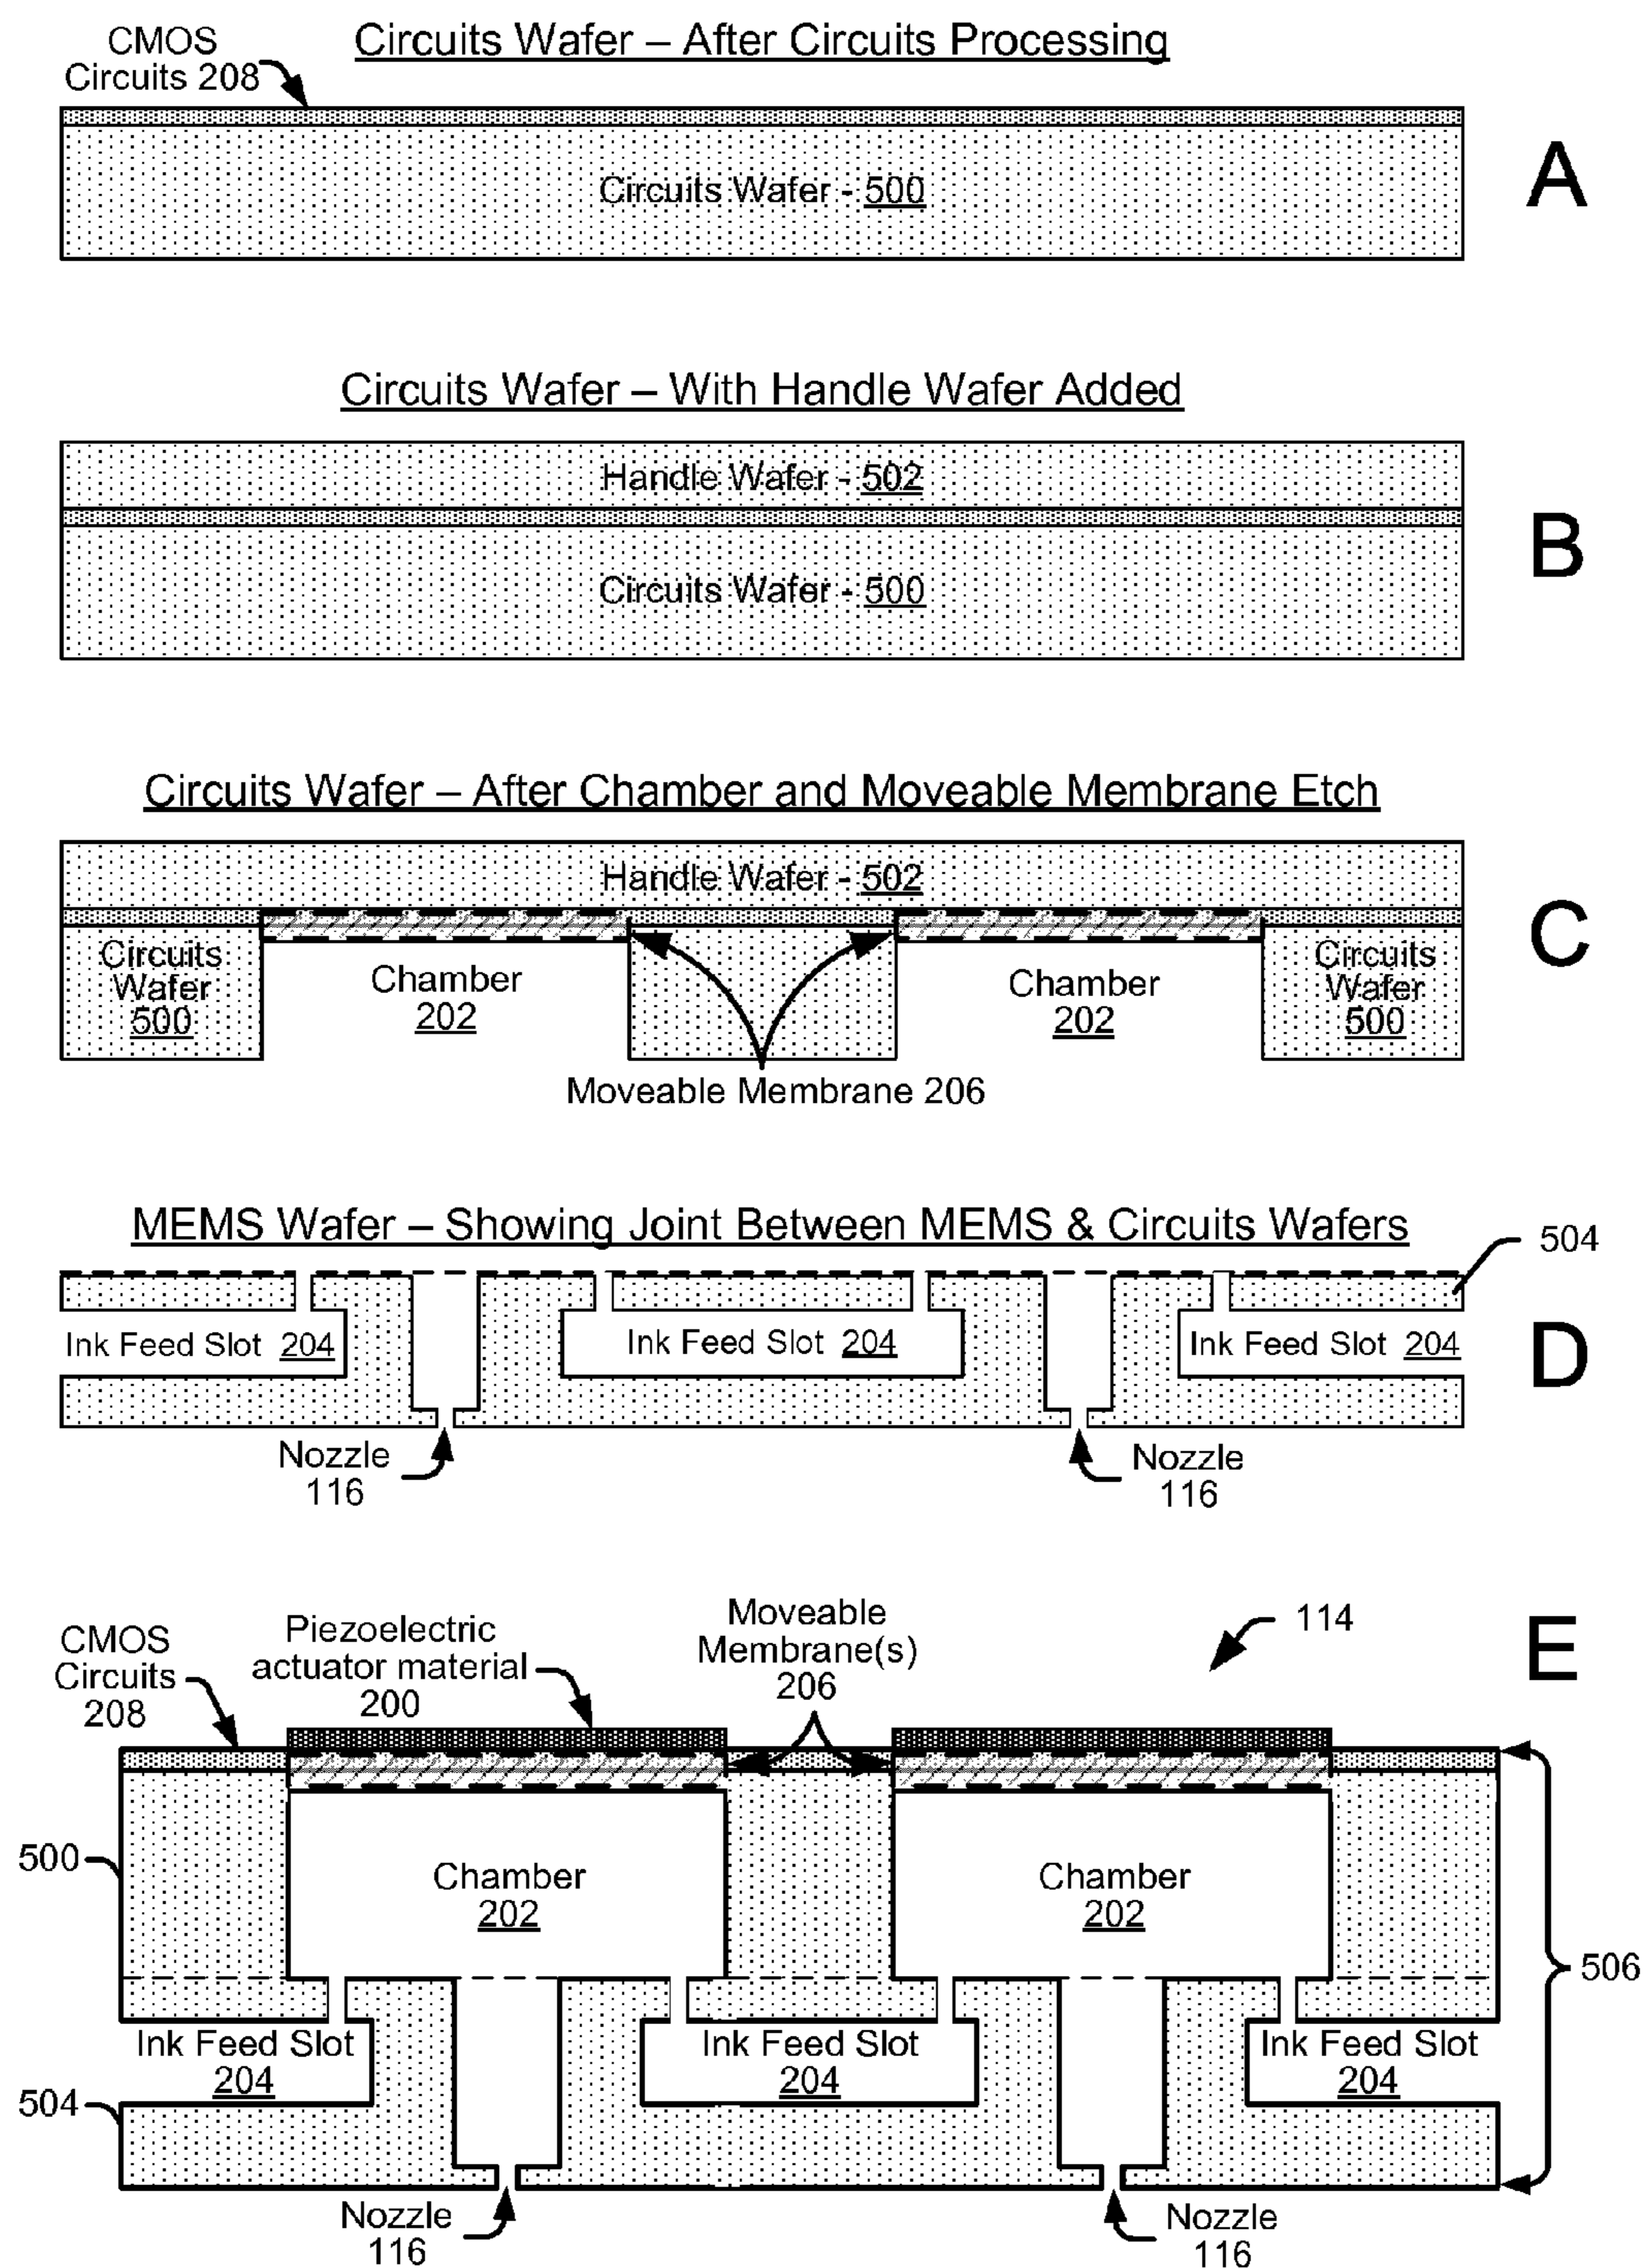 Circuits Wafer – After Circuits Processing
CMOS
Circuits 208
Circuits Wafer - 500
A
Circuits Wafer – With Handle Wafer Added
Handle Wafer - 502
Circuits Wafer - 500
B
Circuits Wafer – After Chamber and Moveable Membrane Etch
Handle Wafer - 502
Circuits
Wafer
500
Chamber
202
Chamber
202
Circuits
Wafer
500
C
Moveable Membrane 206
MEMS Wafer – Showing Joint Between MEMS & Circuits Wafers
504
Ink Feed Slot 204
Ink Feed Slot 204
Ink Feed Slot 204
D
Nozzle
116
Nozzle
116
CMOS
Circuits
208
Piezoelectric
actuator material
200
Moveable
Membrane(s)
206
114
E
500
Chamber
202
Chamber
202
506
Ink Feed Slot
204
Ink Feed Slot
204
Ink Feed Slot
204
504
Nozzle
116
Nozzle
116